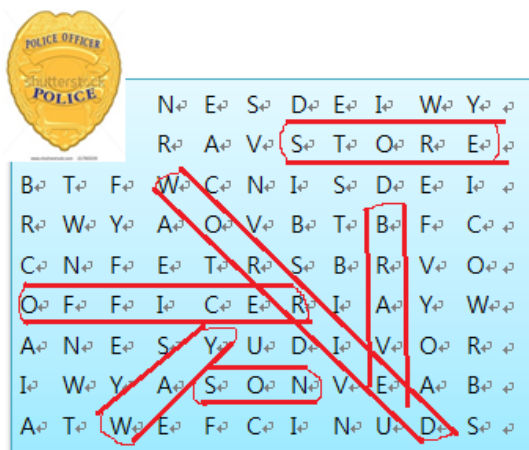 POLICE OFFICER
shutterstock
POLICE
N E S D E I W Y
R A V S T O R E
B T F W C N I S D E I
R W Y A O V B T B F C
C N F E T R S B R V O
O F F I C E R I A Y W
A N E S Y U D I V O R
I W Y A S O N V E A B
A T W E F C I N U D S